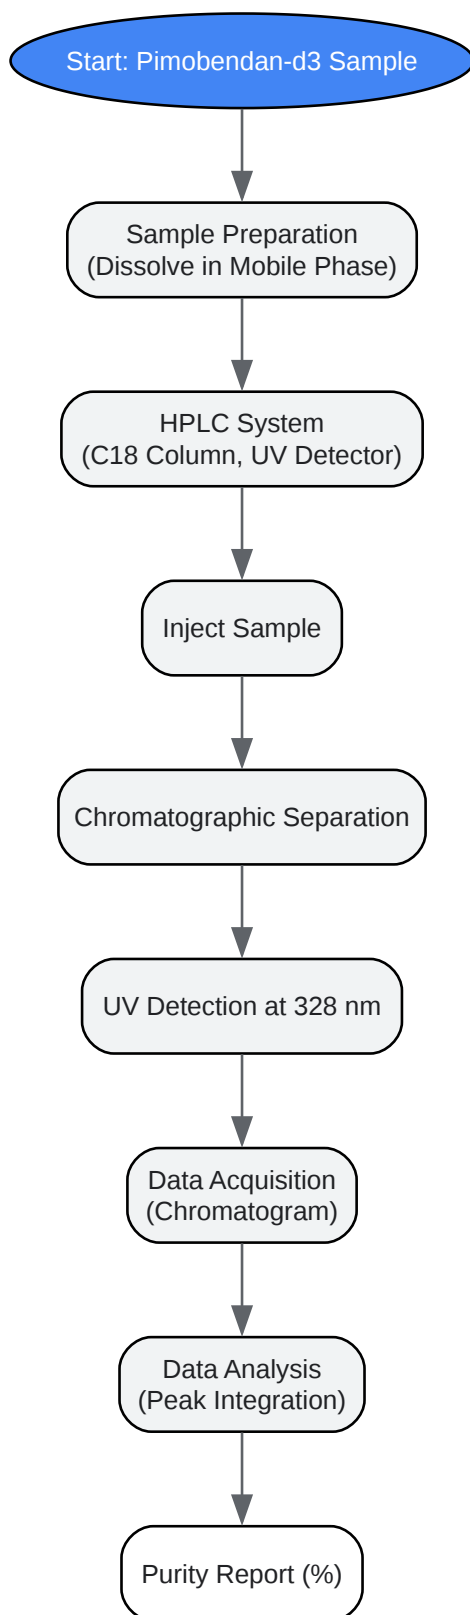 Start: Pimobendan-d3 Sample
Sample Preparation
(Dissolve in Mobile Phase)
HPLC System
(C18 Column, UV Detector)
Inject Sample
Chromatographic Separation
UV Detection at 328 nm
Data Acquisition
(Chromatogram)
Data Analysis
(Peak Integration)
Purity Report (%)